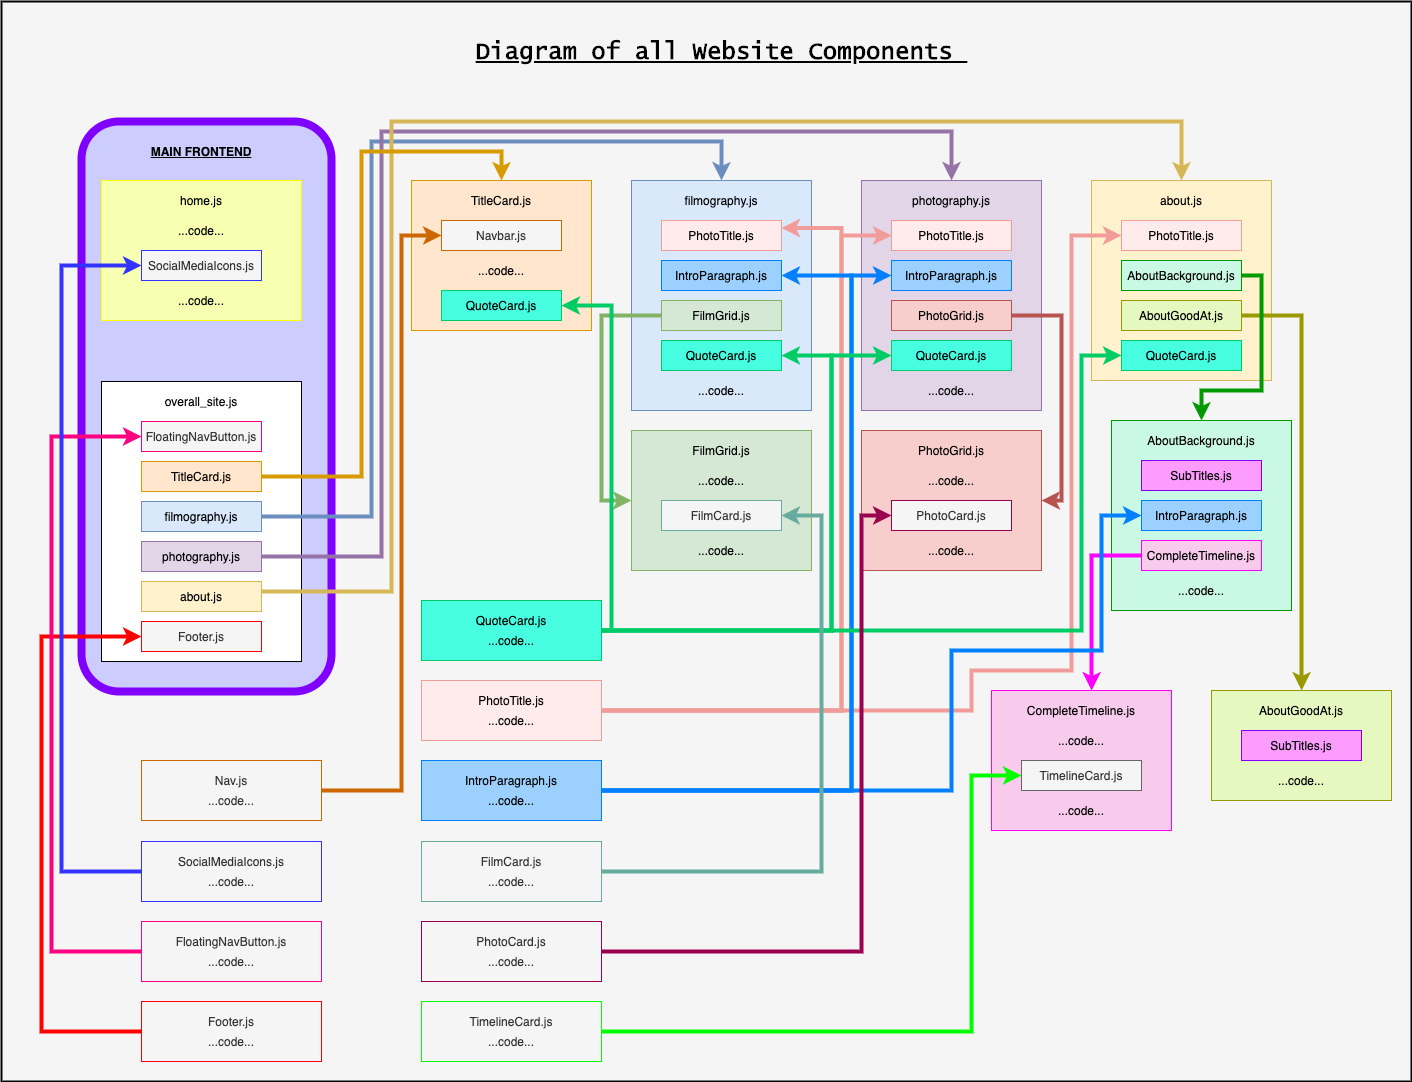 Diagram of all Website Components
MAIN FRONTEND
home.js
...code...
SocialMediaIcons.js
...code...
overall_site.js
FloatingNavButton.js
TitleCard.js
filmography.js
photography.js
about.js
Footer.js
TitleCard.js
Navbar.js
...code...
QuoteCard.js
filmography.js
PhotoTitle.js
IntroParagraph.js
FilmGrid.js
QuoteCard.js
...code...
photography.js
PhotoTitle.js
IntroParagraph.js
PhotoGrid.js
QuoteCard.js
...code...
about.js
PhotoTitle.js
AboutBackground.js
AboutGoodAt.js
QuoteCard.js
FilmGrid.js
...code...
FilmCard.js
...code...
PhotoGrid.js
...code...
PhotoCard.js
...code...
AboutBackground.js
SubTitles.js
IntroParagraph.js
CompleteTimeline.js
...code...
QuoteCard.js
...code...
PhotoTitle.js
...code...
IntroParagraph.js
...code...
FilmCard.js
...code...
PhotoCard.js
...code...
TimelineCard.js
...code...
Nav.js
...code...
SocialMediaIcons.js
...code...
FloatingNavButton.js
...code...
Footer.js
...code...
CompleteTimeline.js
...code...
TimelineCard.js
...code...
AboutGoodAt.js
SubTitles.js
...code...